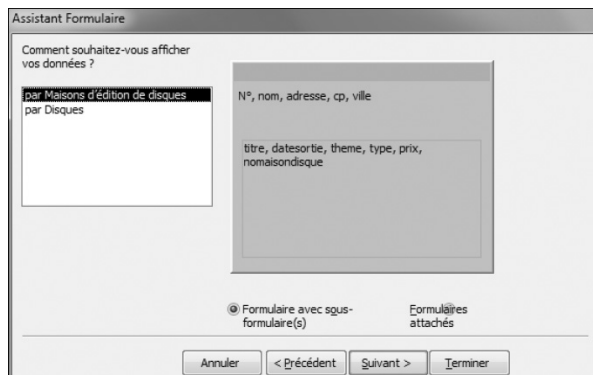 Assistant Formulaire
Comment souhaitez-vous afficher
vos données ?
par Maisons d'édition de disques
par Disques
N°, nom, adresse, cp, ville
titre, datesortie, theme, type, prix,
nomaisondisque
Formulaire avec sous-
formulaire(s)
Formulaires
attachés
Annuler
< Précédent
Suivant >
Terminer